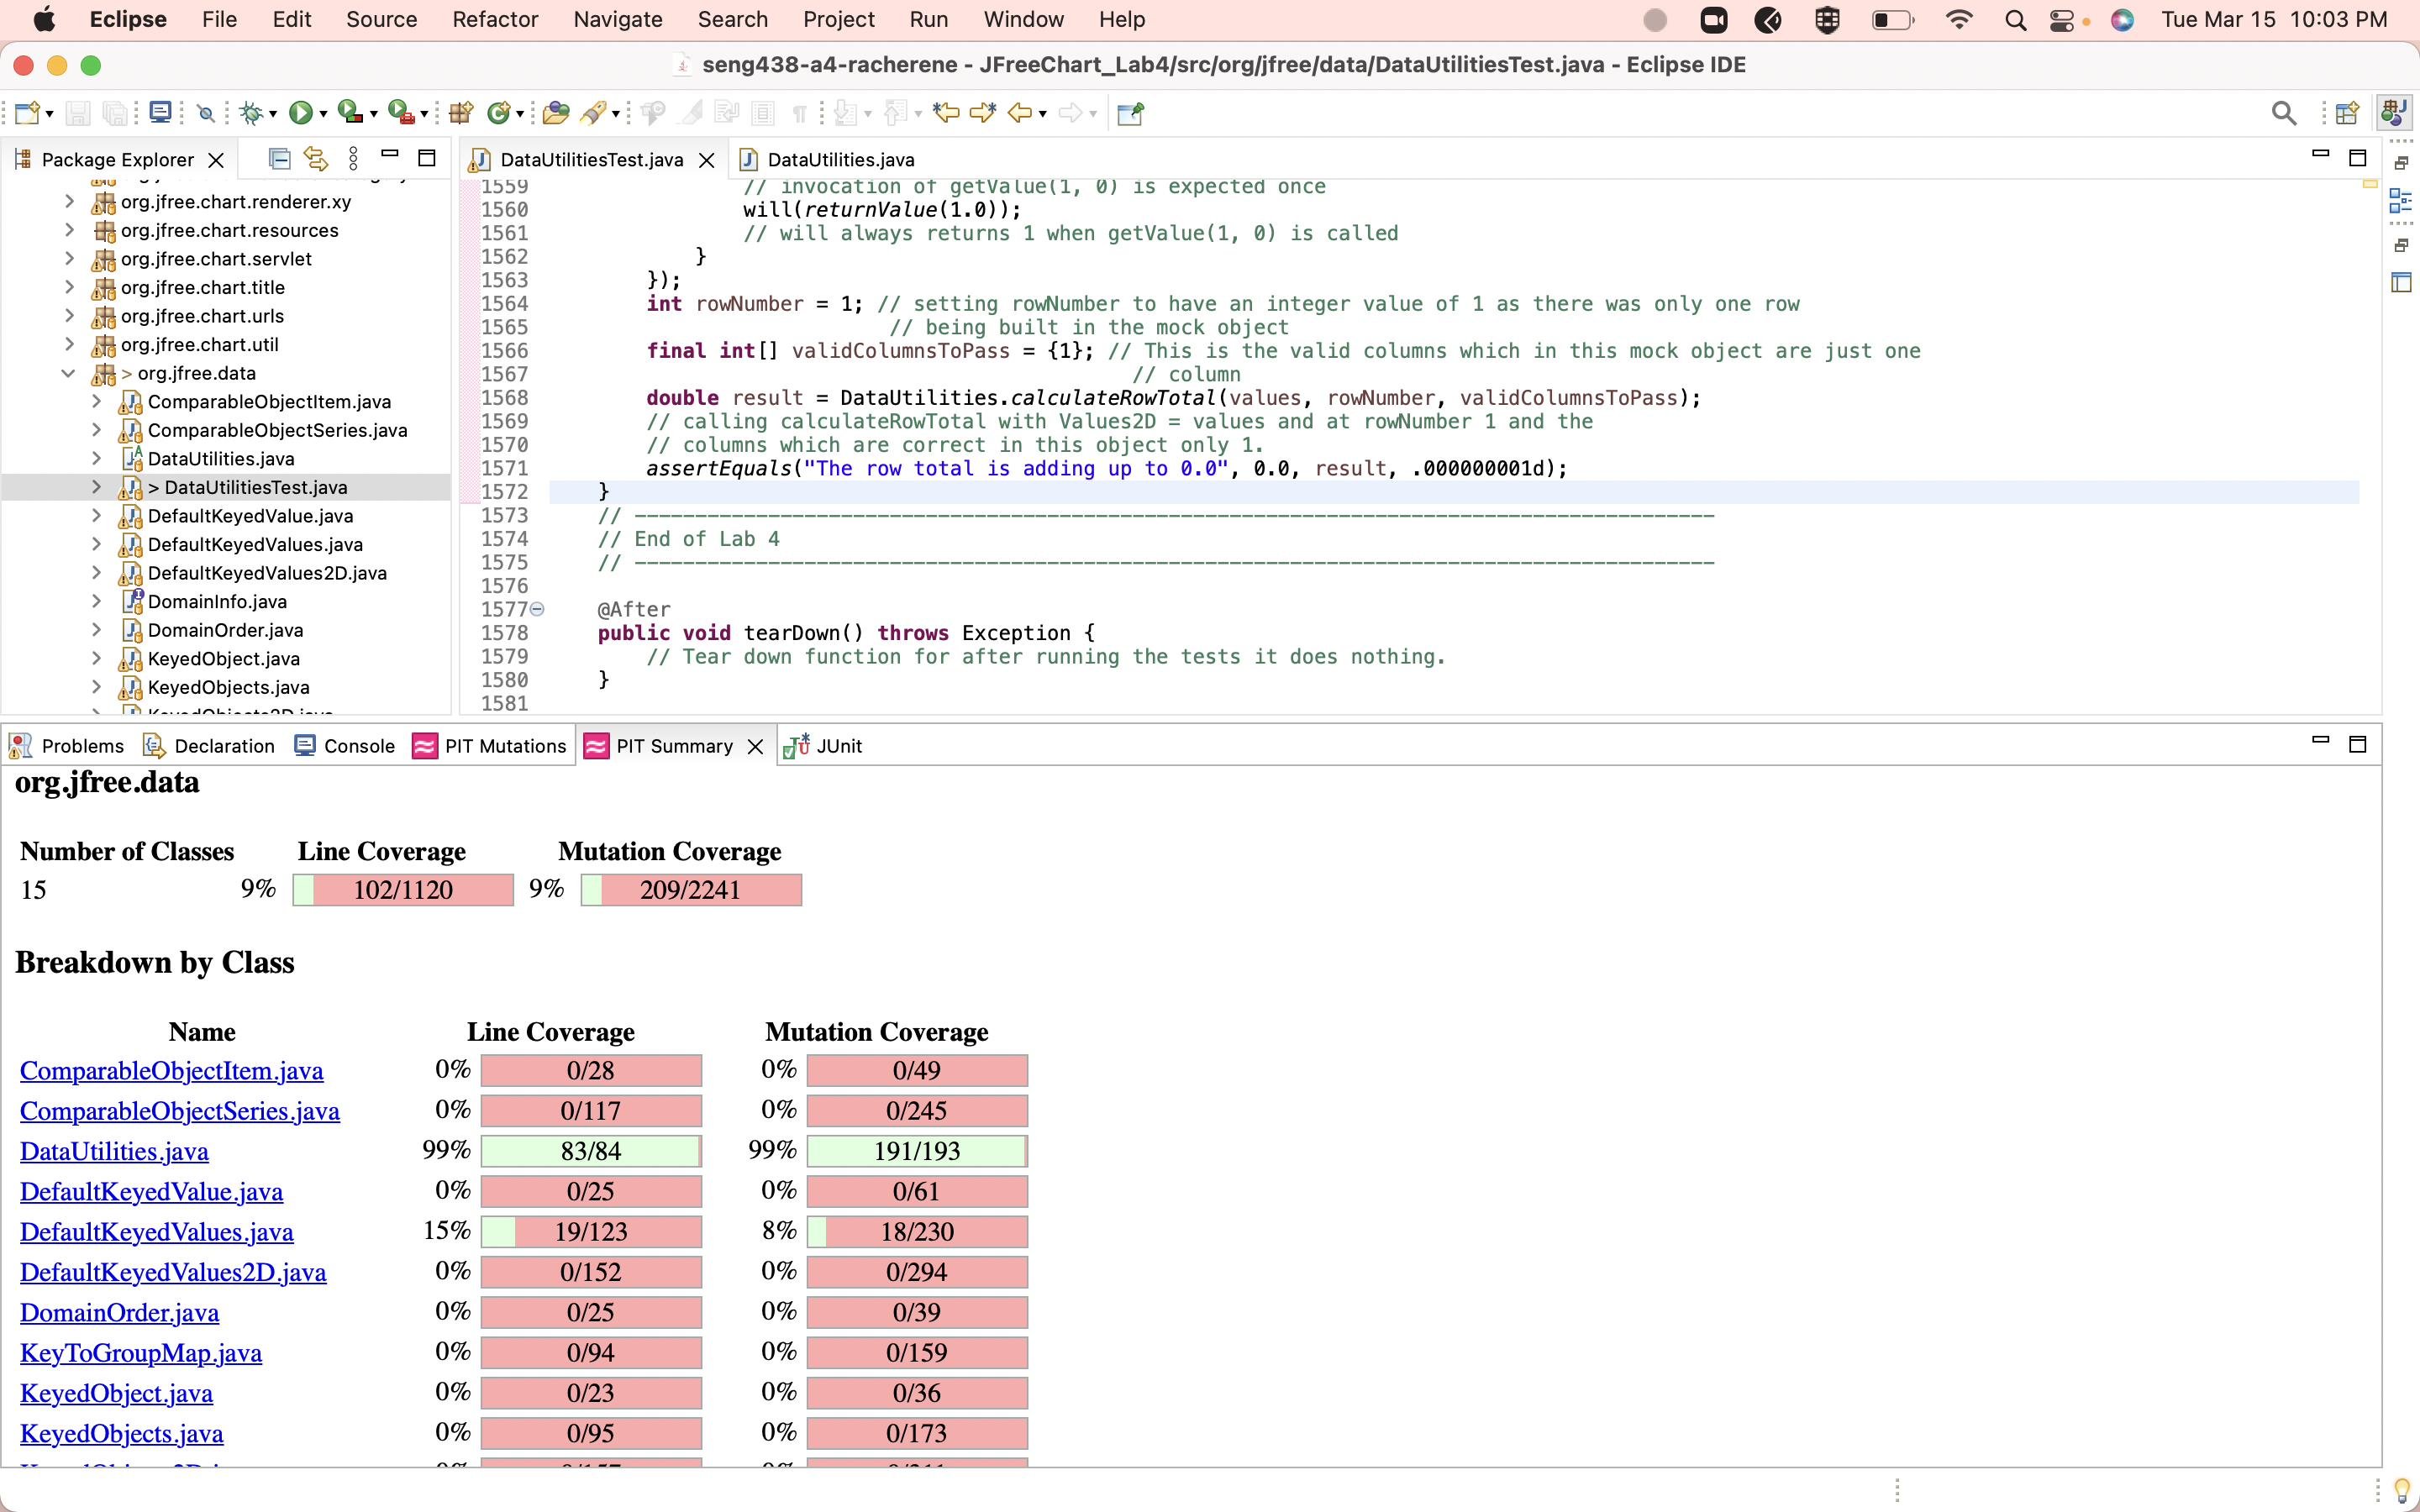 Eclipse File Edit Source Refactor Navigate Search Project Run Window Help Tue Mar 15 10:03 PM
seng438-a4-racherene - JFreeChart_Lab4/src/org/jfree/data/DataUtilitiesTest.java - Eclipse IDE
Package Explorer
org.jfree.chart.renderer.xy
org.jfree.chart.resources
org.jfree.chart.servlet
org.jfree.chart.title
org.jfree.chart.urls
org.jfree.chart.util
> org.jfree.data
ComparableObjectItem.java
ComparableObjectSeries.java
DataUtilities.java
> DataUtilitiesTest.java
DefaultKeyedValue.java
DefaultKeyedValues.java
DefaultKeyedValues2D.java
DomainInfo.java
DomainOrder.java
KeyedObject.java
KeyedObjects.java
DataUtilitiesTest.java DataUtilities.java
1559 // invocation of getValue(1, 0) is expected once
1560 will(returnValue(1.0));
1561 // will always returns 1 when getValue(1, 0) is called
1562 }
1563 });
1564 int rowNumber = 1; // setting rowNumber to have an integer value of 1 as there was only one row
1565 // being built in the mock object
1566 final int[] validColumnsToPass = {1}; // This is the valid columns which in this mock object are just one
1567 // column
1568 double result = DataUtilities.calculateRowTotal(values, rowNumber, validColumnsToPass);
1569 // calling calculateRowTotal with Values2D = values and at rowNumber 1 and the
1570 // columns which are correct in this object only 1.
1571 assertEquals("The row total is adding up to 0.0", 0.0, result, .000000001d);
1572 }
1573 // -----------------------------------------------------------------------------------------
1574 // End of Lab 4
1575 // -----------------------------------------------------------------------------------------
1576
1577 @After
1578 public void tearDown() throws Exception {
1579 // Tear down function for after running the tests it does nothing.
1580 }
1581
Problems Declaration Console PIT Mutations PIT Summary JUnit
org.jfree.data
Number of Classes Line Coverage Mutation Coverage
15 9% 102/1120 9% 209/2241
Breakdown by Class
Name Line Coverage Mutation Coverage
ComparableObjectItem.java 0% 0/28 0% 0/49
ComparableObjectSeries.java 0% 0/117 0% 0/245
DataUtilities.java 99% 83/84 99% 191/193
DefaultKeyedValue.java 0% 0/25 0% 0/61
DefaultKeyedValues.java 15% 19/123 8% 18/230
DefaultKeyedValues2D.java 0% 0/152 0% 0/294
DomainOrder.java 0% 0/25 0% 0/39
KeyToGroupMap.java 0% 0/94 0% 0/159
KeyedObject.java 0% 0/23 0% 0/36
KeyedObjects.java 0% 0/95 0% 0/173